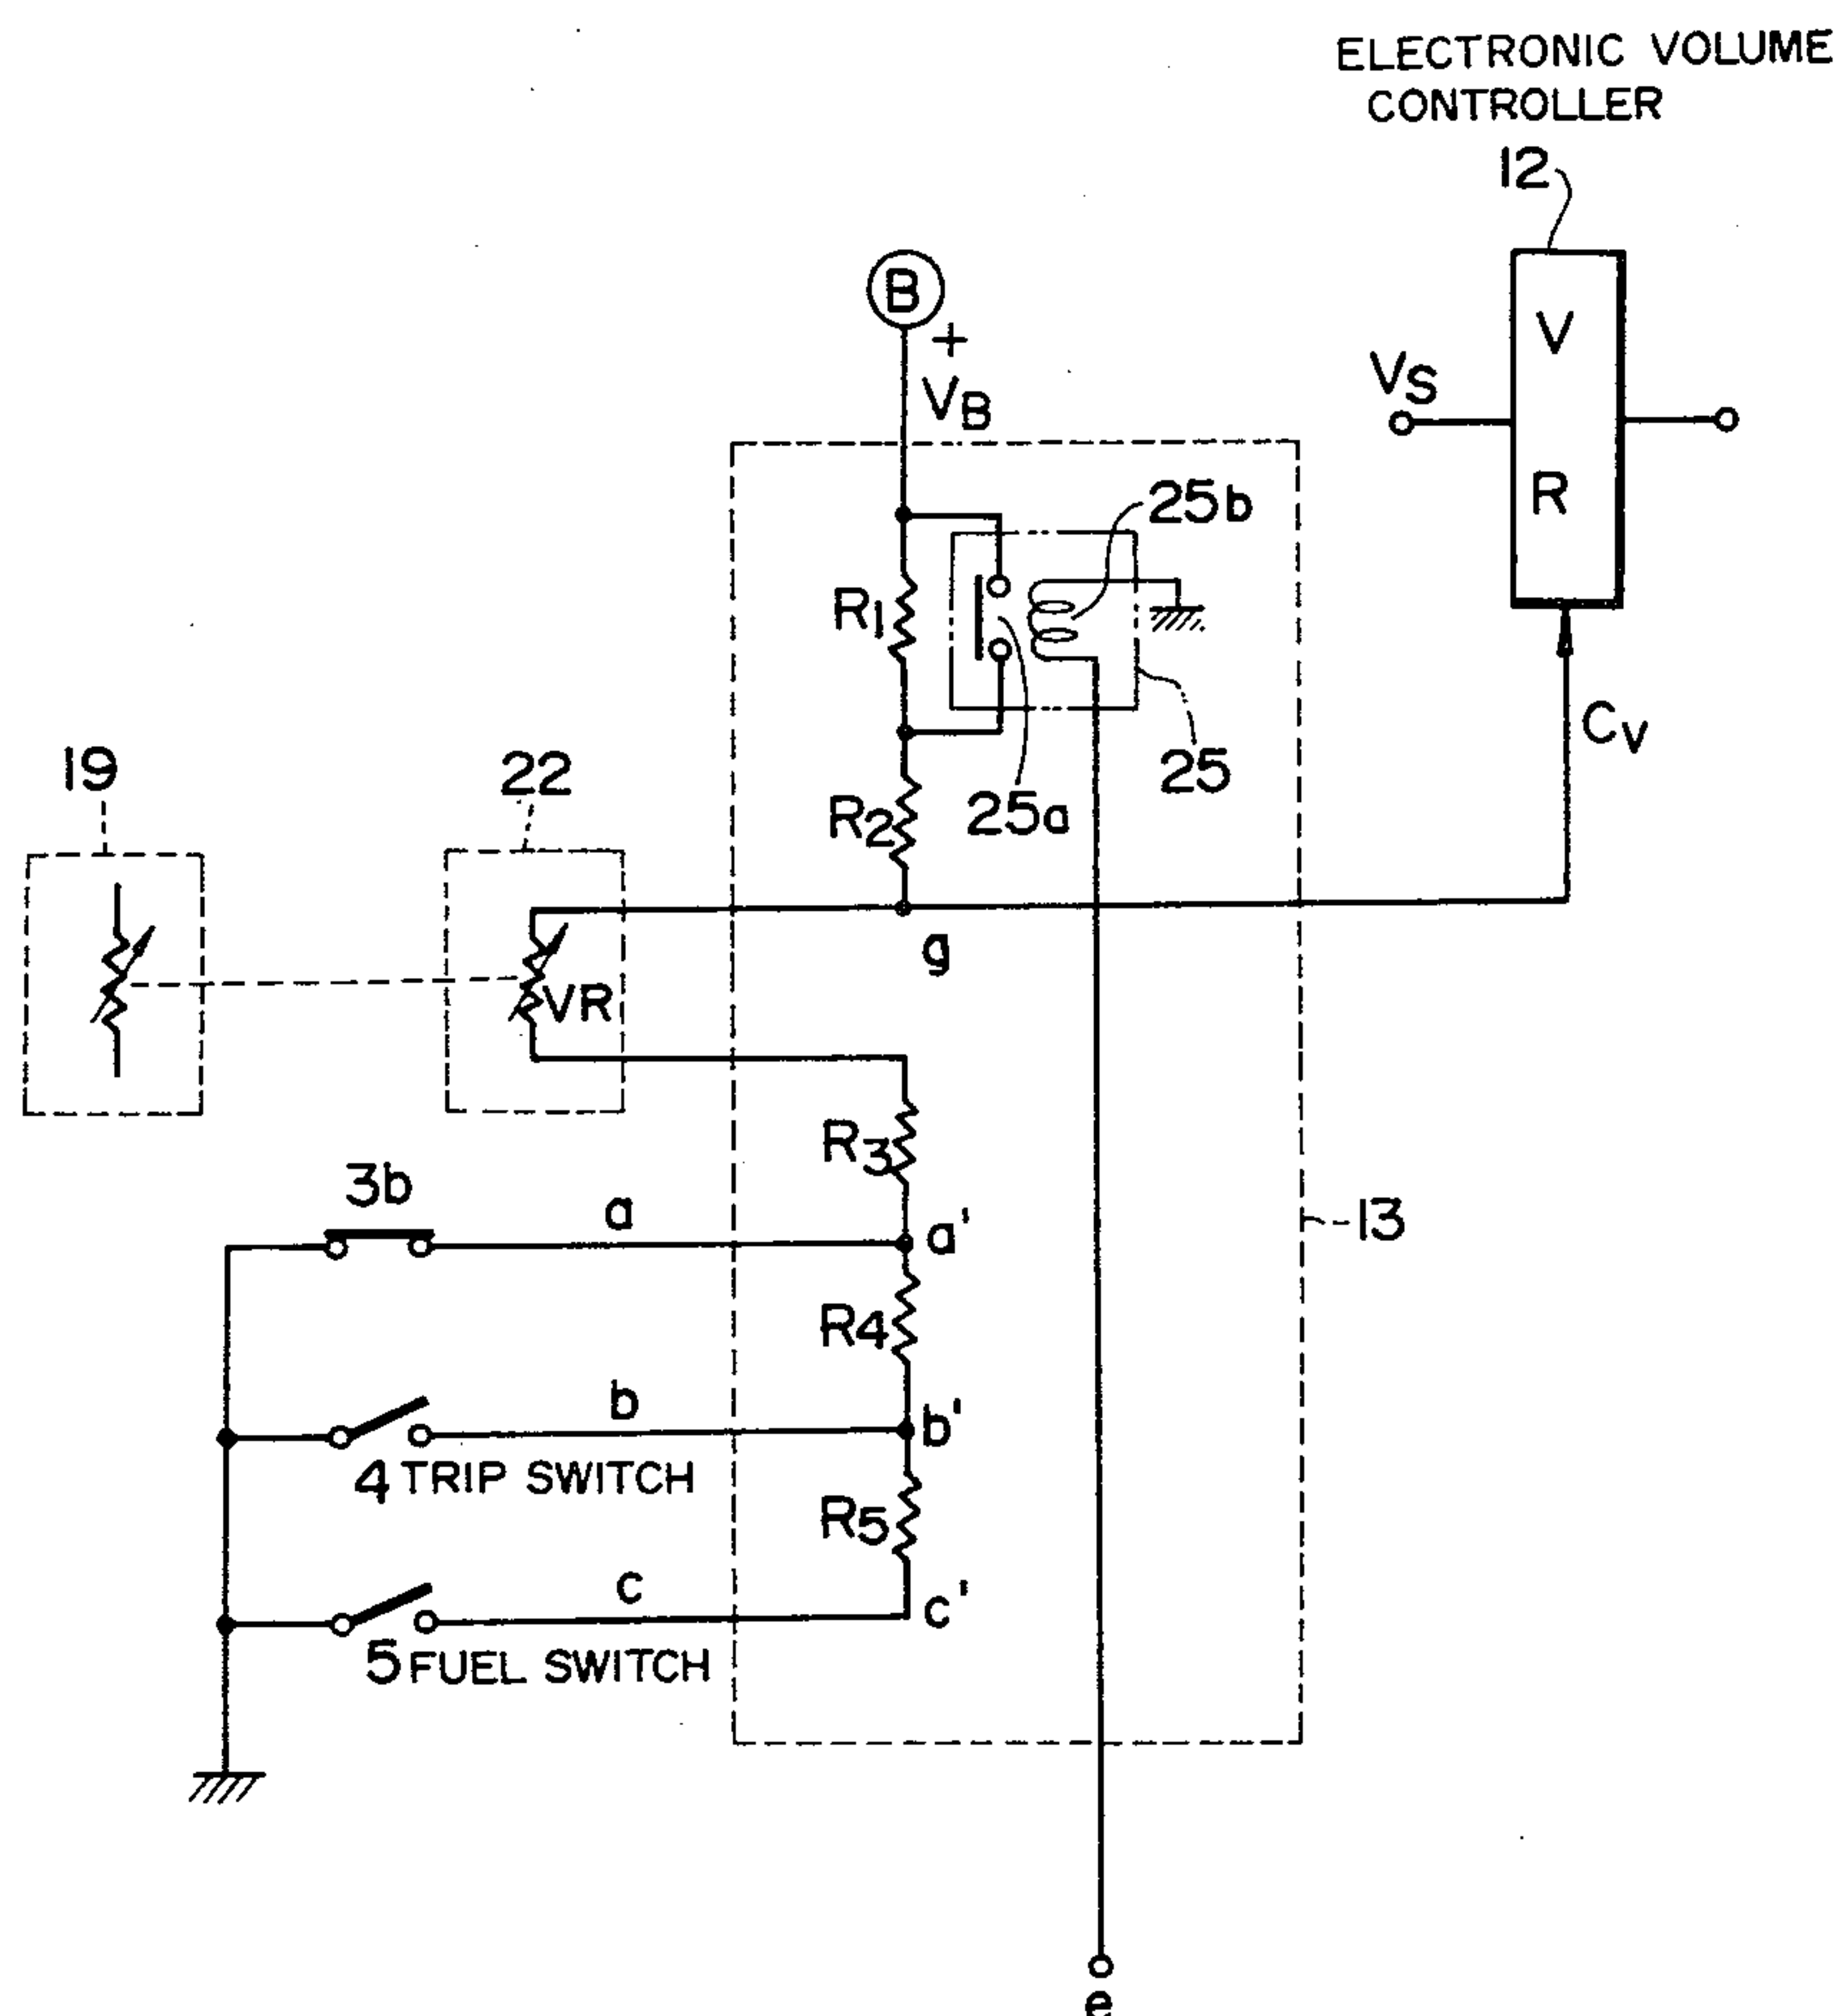 ELECTRONIC VOLUME
CONTROLLER
12
B
+
VB
V
R
VS
25b
R1
CV
25
25a
19
22
R2
g
VR
R3
3b
a
a'
13
R4
b
b'
4 TRIP SWITCH
R5
c
c'
5 FUEL SWITCH
e